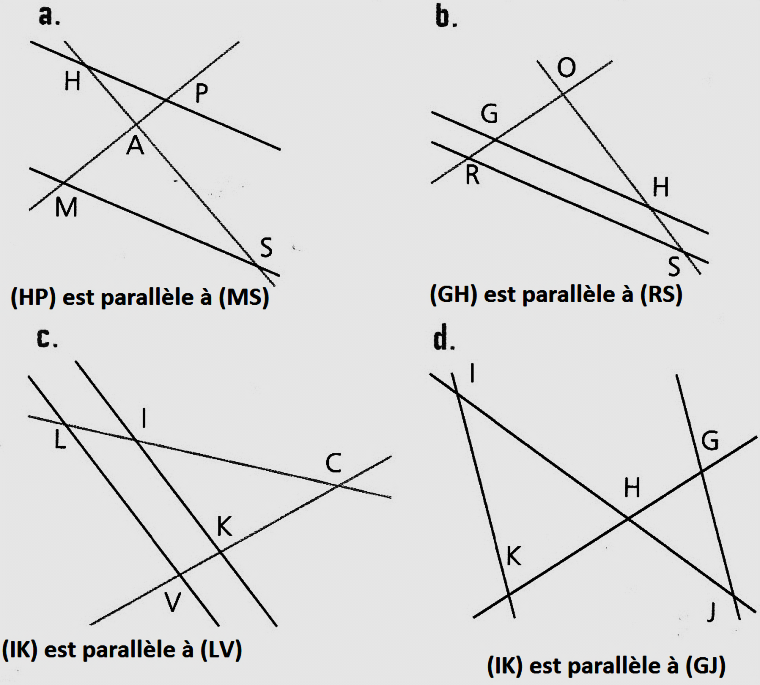 a.
H
P
A
M
S
(HP) est parallèle à (MS)
b.
O
G
R
H
S
(GH) est parallèle à (RS)
c.
L
I
C
K
V
(IK) est parallèle à (LV)
d.
I
G
H
K
J
(IK) est parallèle à (GJ)